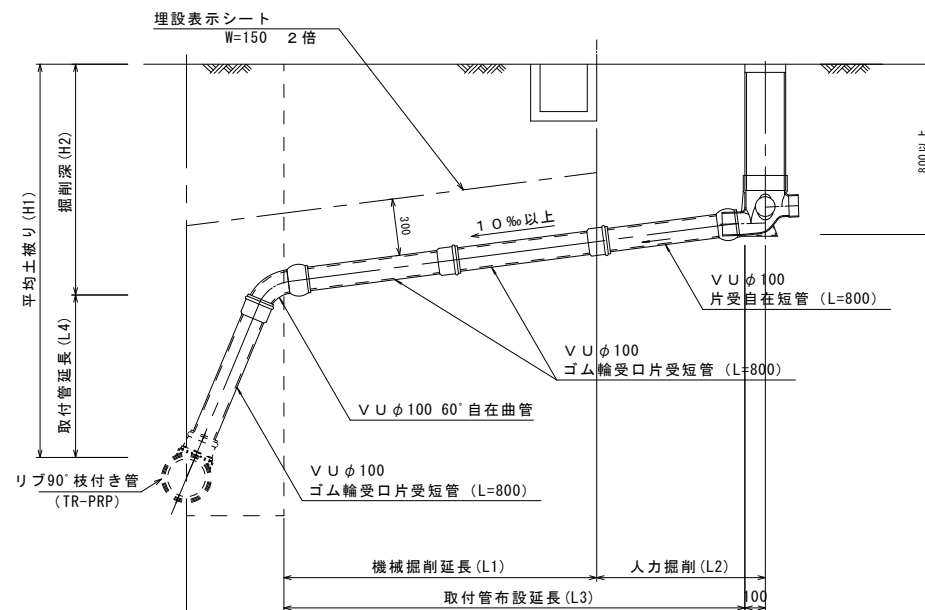 埋設表示シート
W=150 2倍
平均土被り(H1)
掘削深(H2)
取付管延長(L4)
800以上
300
10‰以上
VUφ100
片受自在短管 (L=800)
VUφ100
ゴム輪受口片受短管 (L=800)
VUφ100 60°自在曲管
VUφ100
ゴム輪受口片受短管 (L=800)
リブ90°枝付き管
(TR-PRP)
機械掘削延長(L1)
人力掘削(L2)
取付管布設延長(L3)
100